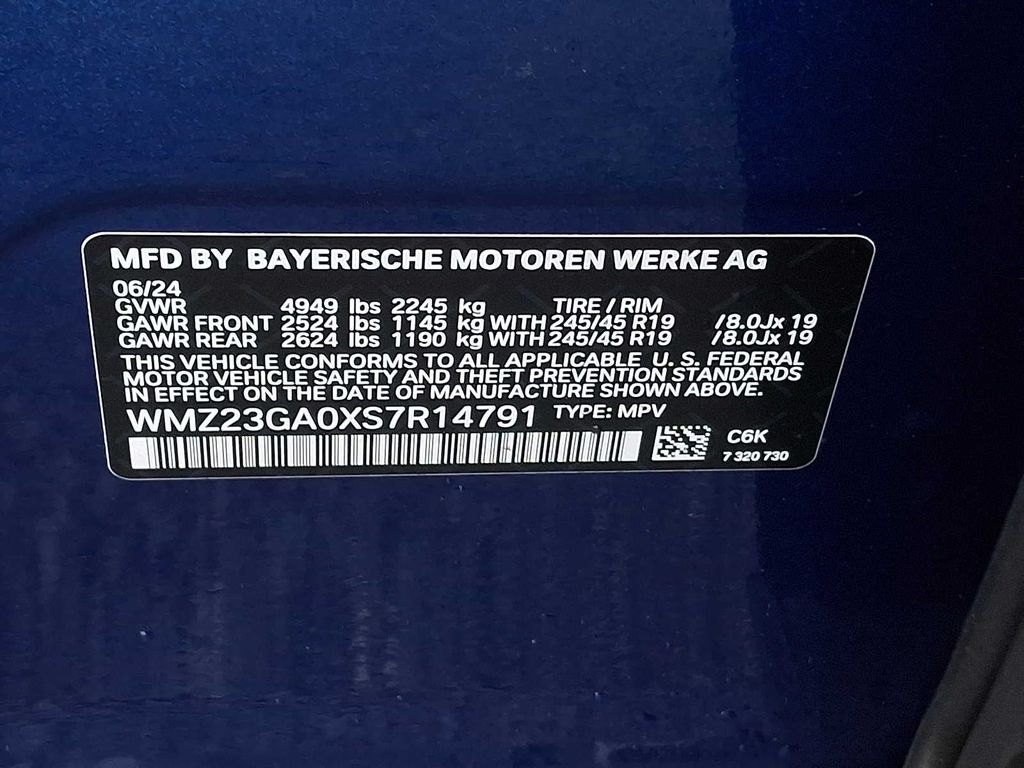 MFD BY BAYERISCHE MOTOREN WERKE AG
06/24
GVWR 4949 lbs 2245 kg TIRE / RIM
GAWR FRONT 2524 lbs 1145 kg WITH 245/45 R19 /8.0Jx 19
GAWR REAR 2624 lbs 1190 kg WITH 245/45 R19 /8.0Jx 19
THIS VEHICLE CONFORMS TO ALL APPLICABLE U. S. FEDERAL
MOTOR VEHICLE SAFETY AND THEFT PREVENTION STANDARDS
IN EFFECT ON THE DATE OF MANUFACTURE SHOWN ABOVE.
WMZ23GA0XS7R14791 TYPE: MPV
C6K
7 320 730